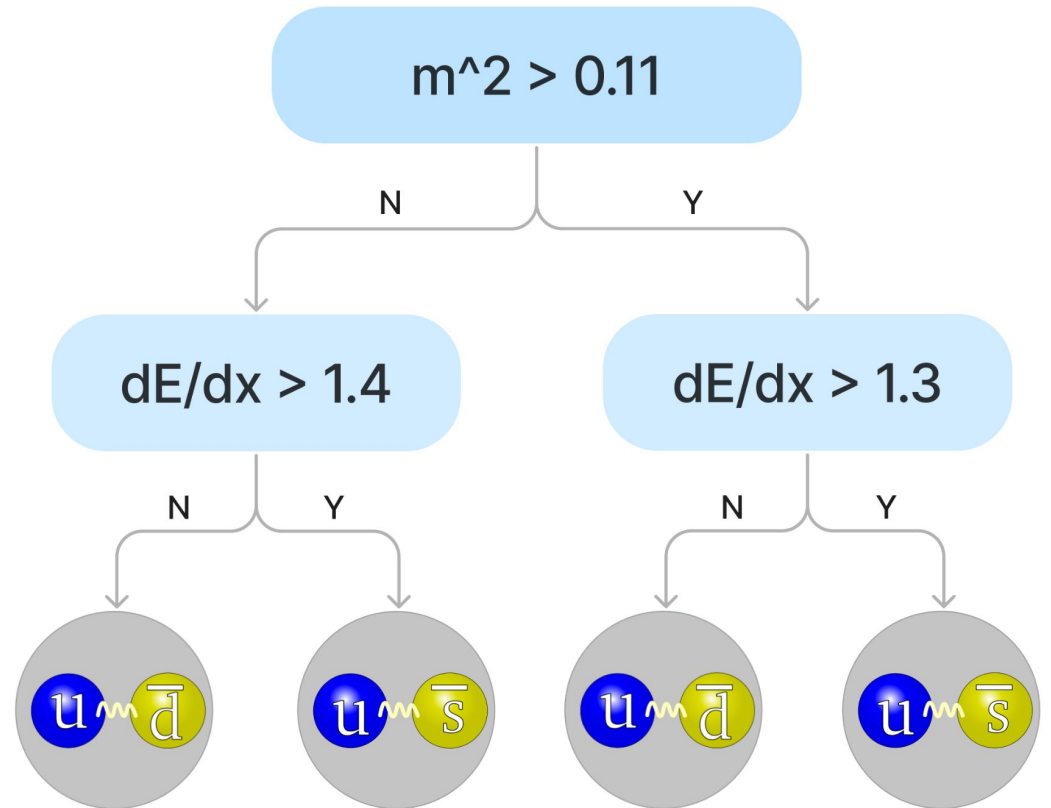 m^2 > 0.11
N
Y
dE/dx > 1.4
dE/dx > 1.3
N
Y
N
Y
u d̅
u s̅
u d̅
u s̅